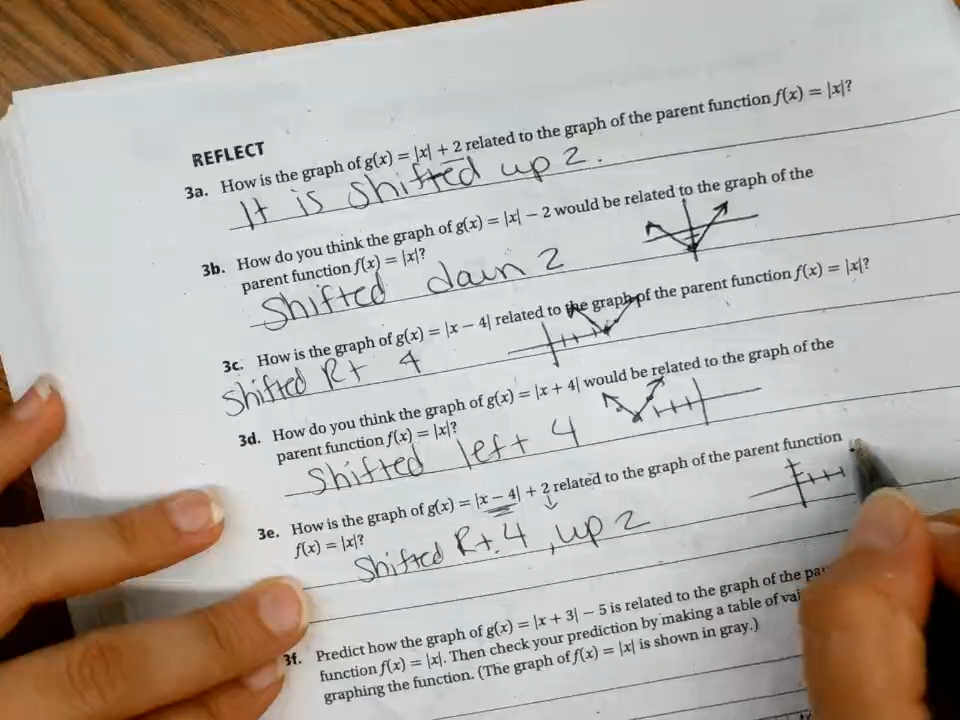 REFLECT
3a. How is the graph of g(x) = |x| + 2 related to the graph of the parent function f(x) = |x|?
It is shifted up 2.
3b. How do you think the graph of g(x) = |x| − 2 would be related to the graph of the
parent function f(x) = |x|?
Shifted down 2
3c. How is the graph of g(x) = |x − 4| related to the graph of the parent function f(x) = |x|?
Shifted Rt 4
3d. How do you think the graph of g(x) = |x + 4| would be related to the graph of the
parent function f(x) = |x|?
Shifted left 4
3e. How is the graph of g(x) = |x − 4| + 2 related to the graph of the parent function
f(x) = |x|?
Shifted Rt. 4, up 2
3f. Predict how the graph of g(x) = |x + 3| − 5 is related to the graph of the
function f(x) = |x|. Then check your prediction by making a table of
graphing the function. (The graph of f(x) = |x| is shown in gray.)